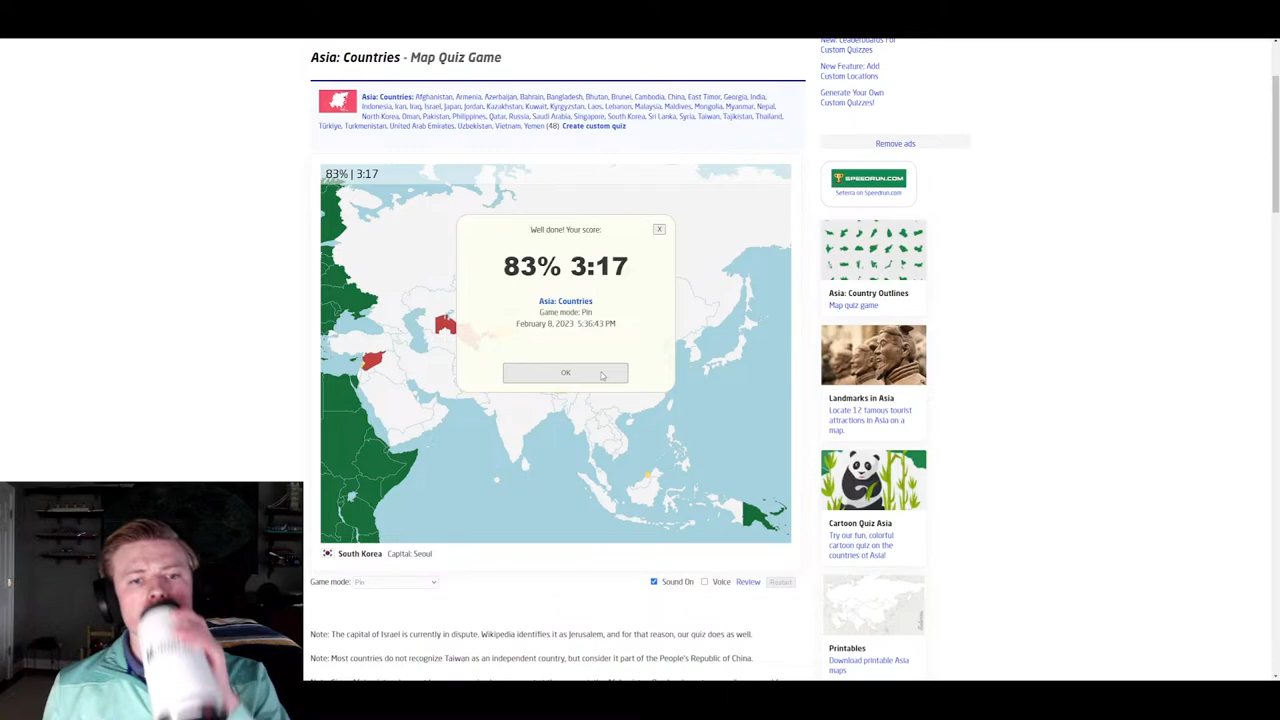 New: Leaderboards For
Custom Quizzes
Asia: Countries - Map Quiz Game
New Feature: Add
Custom Locations
Generate Your Own
Custom Quizzes!
Asia: Countries: Afghanistan, Armenia, Azerbaijan, Bahrain, Bangladesh, Bhutan, Brunei, Cambodia, China, East Timor, Georgia, India,
Indonesia, Iran, Iraq, Israel, Japan, Jordan, Kazakhstan, Kuwait, Kyrgyzstan, Laos, Lebanon, Malaysia, Maldives, Mongolia, Myanmar, Nepal,
North Korea, Oman, Pakistan, Philippines, Qatar, Russia, Saudi Arabia, Singapore, South Korea, Sri Lanka, Syria, Taiwan, Tajikistan, Thailand,
Türkiye, Turkmenistan, United Arab Emirates, Uzbekistan, Vietnam, Yemen (48) Create custom quiz
Remove ads
83% | 3:17
SPEEDRUN.COM
Seterra on Speedrun.com
Well done! Your score:
X
83% 3:17
Asia: Countries
Game mode: Pin
February 8, 2023 5:36:43 PM
OK
Asia: Country Outlines
Map quiz game
Landmarks in Asia
Locate 12 famous tourist
attractions in Asia on a
map.
Cartoon Quiz Asia
Try our fun, colorful
cartoon quiz on the
countries of Asia!
South Korea Capital: Seoul
Game mode: Pin
Sound On Voice Review Restart
Note: The capital of Israel is currently in dispute. Wikipedia identifies it as Jerusalem, and for that reason, our quiz does as well.
Printables
Note: Most countries do not recognize Taiwan as an independent country, but consider it part of the People's Republic of China.
Download printable Asia
maps